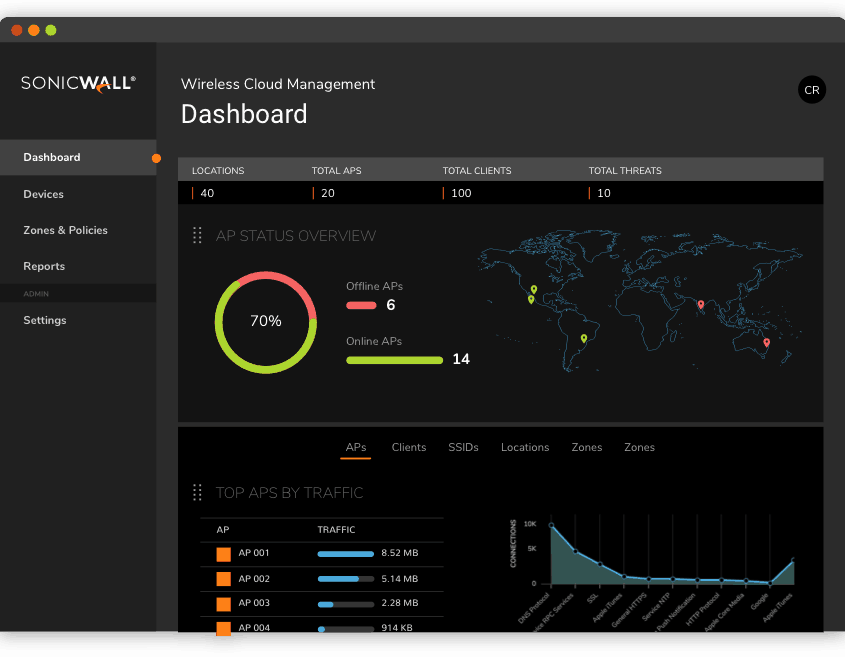 SONICWALL®
Wireless Cloud Management
Dashboard
CR
Dashboard
Devices
Zones & Policies
Reports
ADMIN
Settings
LOCATIONS TOTAL APS TOTAL CLIENTS TOTAL THREATS
40 20 100 10
AP STATUS OVERVIEW
70%
Offline APs
6
Online APs
14
APs Clients SSIDs Locations Zones Zones
TOP APS BY TRAFFIC
AP TRAFFIC
AP 001 8.52 MB
AP 002 5.14 MB
AP 003 2.28 MB
AP 004 914 KB
CONNECTIONS
10K
5K
0
DNS Protocol
RPC Services
SSL
Apple iTunes
General HTTPS
Service NTP
Push Notification
HTTP Protocol
Apple Core Media
Google
Apple iTunes